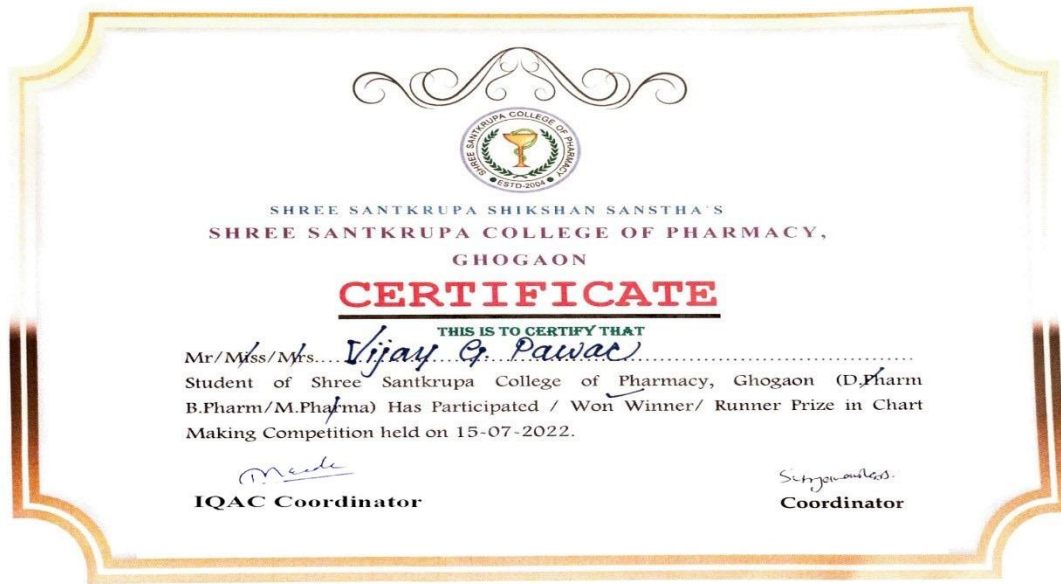 SHREE SANTKRUPA COLLEGE OF PHARMACY
ESTD-2004
SHREE SANTKRUPA SHIKSHAN SANSTHA'S
SHREE SANTKRUPA COLLEGE OF PHARMACY,
GHOGAON
CERTIFICATE
THIS IS TO CERTIFY THAT
Mr/Miss/Mrs....Vijay G. Pawar.............................
Student of Shree Santkrupa College of Pharmacy, Ghogaon (D.Pharm
B.Pharm/M.Pharma) Has Participated / Won Winner/ Runner Prize in Chart
Making Competition held on 15-07-2022.
IQAC Coordinator
Coordinator